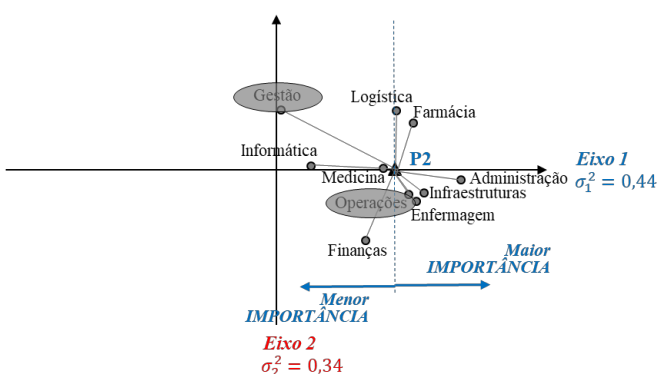 Gestão
Logística
Farmácia
Informática
P2
Eixo 1
Medicina
Administração
σ₁² = 0,44
Infraestruturas
Operações
Enfermagem
Finanças
Maior
IMPORTÂNCIA
Menor
IMPORTÂNCIA
Eixo 2
σ₂² = 0,34